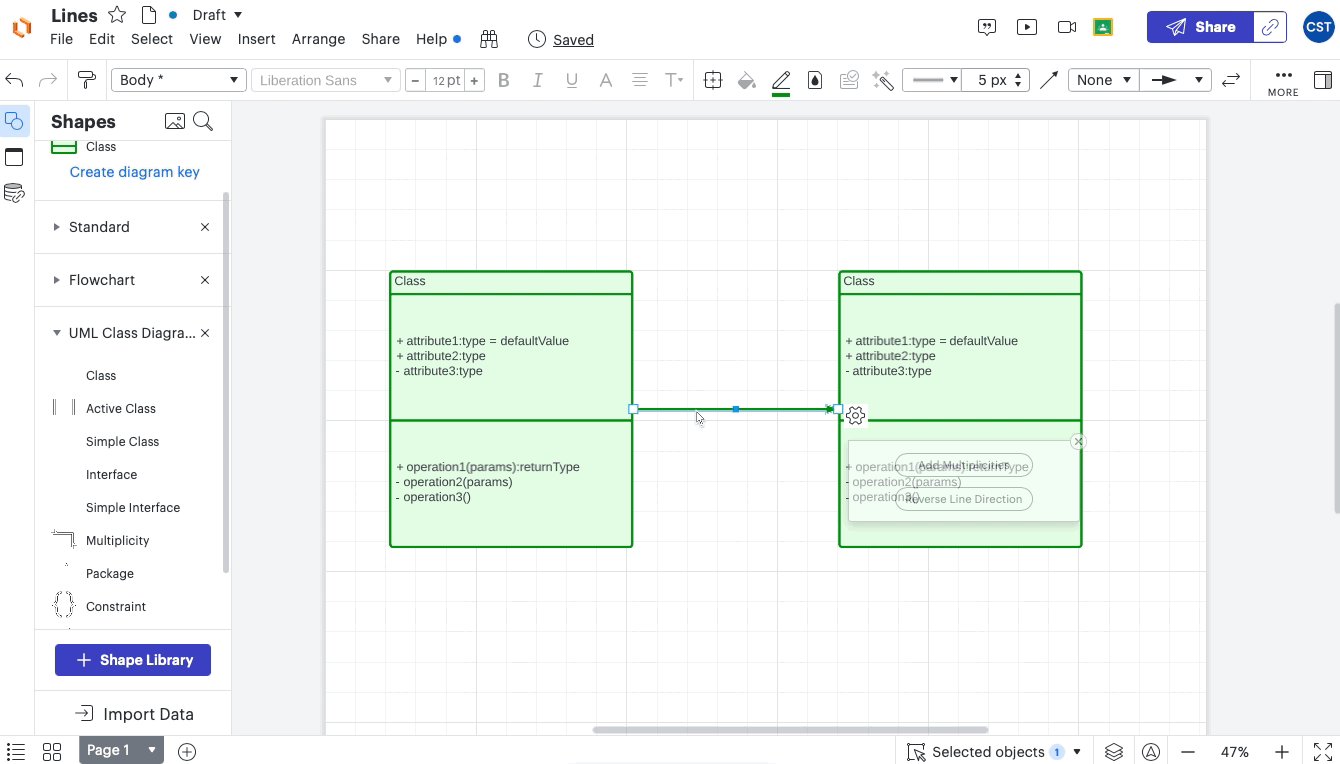 Lines
Draft
File Edit Select View Insert Arrange Share Help
Saved
Share
CST
Body *
Liberation Sans
12 pt
B I U A T
5 px
None
MORE
Shapes
Class
Create diagram key
Standard
Flowchart
UML Class Diagra...
Class
Active Class
Simple Class
Interface
Simple Interface
Multiplicity
Package
Constraint
+ Shape Library
Import Data
Class
+ attribute1:type = defaultValue
+ attribute2:type
- attribute3:type
+ operation1(params):returnType
- operation2(params)
- operation3()
Class
+ attribute1:type = defaultValue
+ attribute2:type
- attribute3:type
+ operation1(params):returnType
- operation2(params)
- operation3()
Add Multiplicities
Reverse Line Direction
Page 1
Selected objects 1
47%